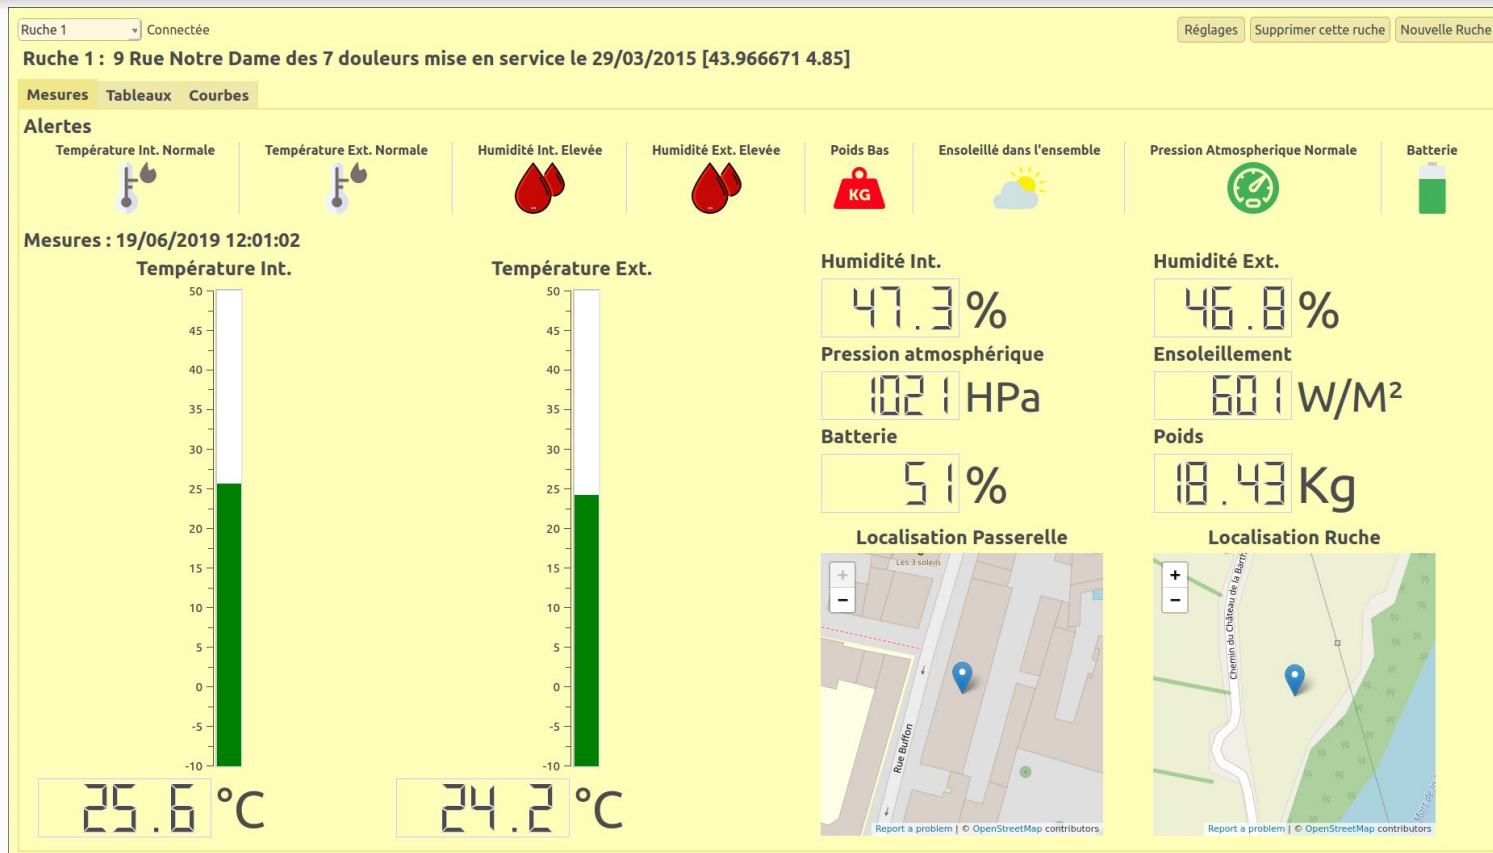 Ruche 1 Connectée Réglages Supprimer cette ruche Nouvelle Ruche
Ruche 1 : 9 Rue Notre Dame des 7 douleurs mise en service le 29/03/2015 [43.966671 4.85]
Mesures Tableaux Courbes
Alertes
Température Int. Normale Température Ext. Normale Humidité Int. Elevée Humidité Ext. Elevée Poids Bas Ensoleillé dans l'ensemble Pression Atmospherique Normale Batterie
KG
Mesures : 19/06/2019 12:01:02
Température Int.
50
45
40
35
30
25
20
15
10
5
0
-5
-10
25.6 °C
Température Ext.
50
45
40
35
30
25
20
15
10
5
0
-5
-10
24.2 °C
Humidité Int.
47.3 %
Humidité Ext.
46.8 %
Pression atmosphérique
1021 HPa
Ensoleillement
601 W/M²
Batterie
51 %
Poids
18.43 Kg
Localisation Passerelle
+
−
Les 3 soleils
Rue Buffon
Report a problem | © OpenStreetMap contributors
Localisation Ruche
+
−
Chemin du Château de la Barth
Report a problem | © OpenStreetMap contributors